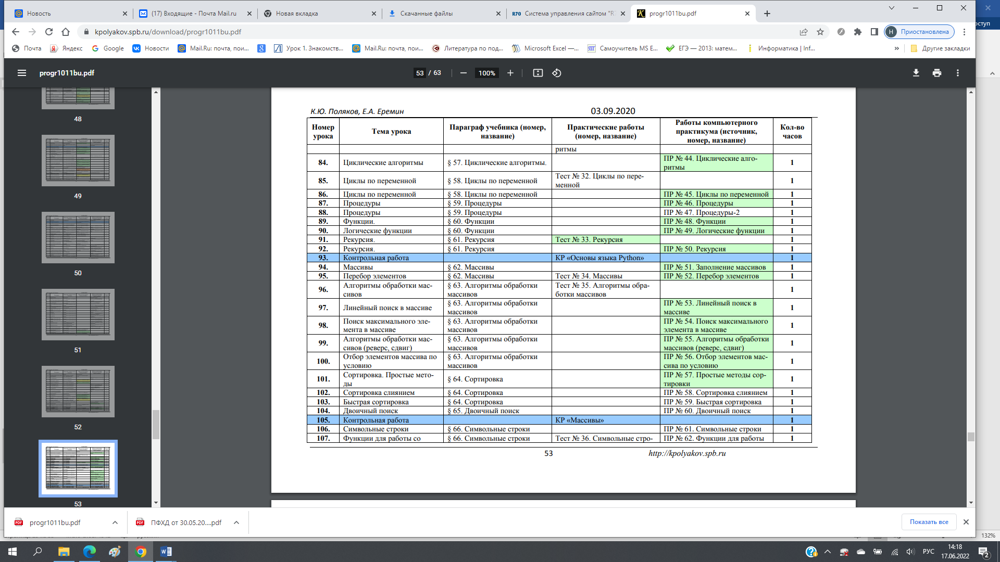 Новость
(17) Входящие - Почта Mail.ru
Новая вкладка
Скачанные файлы
R70 Система управления сайтом "R7
progr1011bu.pdf
kpolyakov.spb.ru/download/progr1011bu.pdf
Н Приостановлена
оступ
Почта
Яндекс
Google
Новости
Mail.Ru: почта, пои...
Урок 1. Знакомств...
Mail.Ru: почта, пои...
Литература по под...
Microsoft Excel —...
Самоучитель MS E...
ЕГЭ — 2013: матем...
Информатика | Inf...
»
Другие закладки
progr1011bu.pdf
53 / 63
100%
48
49
50
51
52
53
К.Ю. Поляков, Е.А. Еремин 03.09.2020
Номер урока Тема урока Параграф учебника (номер, название) Практические работы (номер, название) Работы компьютерного практикума (источник, номер, название) Кол-во часов
ритмы
84. Циклические алгоритмы § 57. Циклические алгоритмы. ПР № 44. Циклические алго-
ритмы 1
85. Циклы по переменной § 58. Циклы по переменной Тест № 32. Циклы по пере-
менной 1
86. Циклы по переменной § 58. Циклы по переменной ПР № 45. Циклы по переменной 1
87. Процедуры § 59. Процедуры ПР № 46. Процедуры 1
88. Процедуры § 59. Процедуры ПР № 47. Процедуры-2 1
89. Функции. § 60. Функции ПР № 48. Функции 1
90. Логические функции § 60. Функции ПР № 49. Логические функции 1
91. Рекурсия. § 61. Рекурсия Тест № 33. Рекурсия 1
92. Рекурсия. § 61. Рекурсия ПР № 50. Рекурсия 1
93. Контрольная работа КР «Основы языка Python» 1
94. Массивы § 62. Массивы ПР № 51. Заполнение массивов 1
95. Перебор элементов § 62. Массивы Тест № 34. Массивы ПР № 52. Перебор элементов 1
96. Алгоритмы обработки мас- § 63. Алгоритмы обработки Тест № 35. Алгоритмы обра-
сивов массивов ботки массивов 1
97. Линейный поиск в массиве § 63. Алгоритмы обработки ПР № 53. Линейный поиск в
массивов массиве 1
98. Поиск максимального эле- § 63. Алгоритмы обработки ПР № 54. Поиск максимального
мента в массиве массивов элемента в массиве 1
99. Алгоритмы обработки мас- § 63. Алгоритмы обработки ПР № 55. Алгоритмы обработки
сивов (реверс, сдвиг) массивов массивов (реверс, сдвиг) 1
100. Отбор элементов массива по § 63. Алгоритмы обработки ПР № 56. Отбор элементов мас-
условию массивов сива по условию 1
101. Сортировка. Простые мето- § 64. Сортировка ПР № 57. Простые методы сор-
ды тировки 1
102. Сортировка слиянием § 64. Сортировка ПР № 58. Сортировка слиянием 1
103. Быстрая сортировка § 64. Сортировка ПР № 59. Быстрая сортировка 1
104. Двоичный поиск § 65. Двоичный поиск ПР № 60. Двоичный поиск 1
105. Контрольная работа КР «Массивы» 1
106. Символьные строки § 66. Символьные строки ПР № 61. Символьные строки 1
107. Функции для работы со § 66. Символьные строки Тест № 36. Символьные стро- ПР № 62. Функции для работы 1
53 http://kpolyakov.spb.ru
progr1011bu.pdf
ПФХД от 30.05.20....pdf
Показать все
132%
РУС
14:18
17.06.2022
2